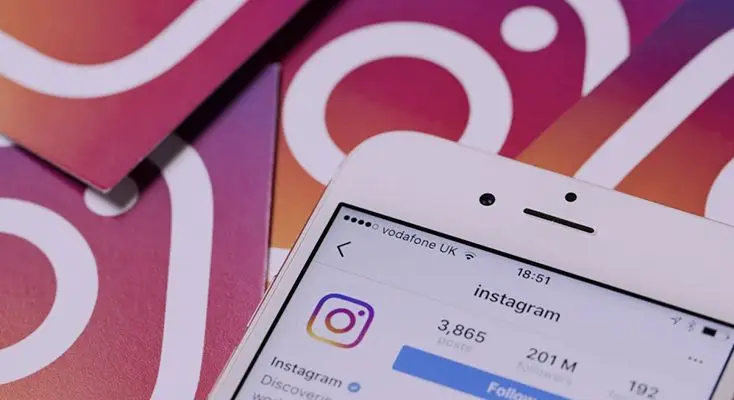 vodafone UK
18:51
instagram
3,865 201 M 192
posts followers
Follow
Instagram
Discovering